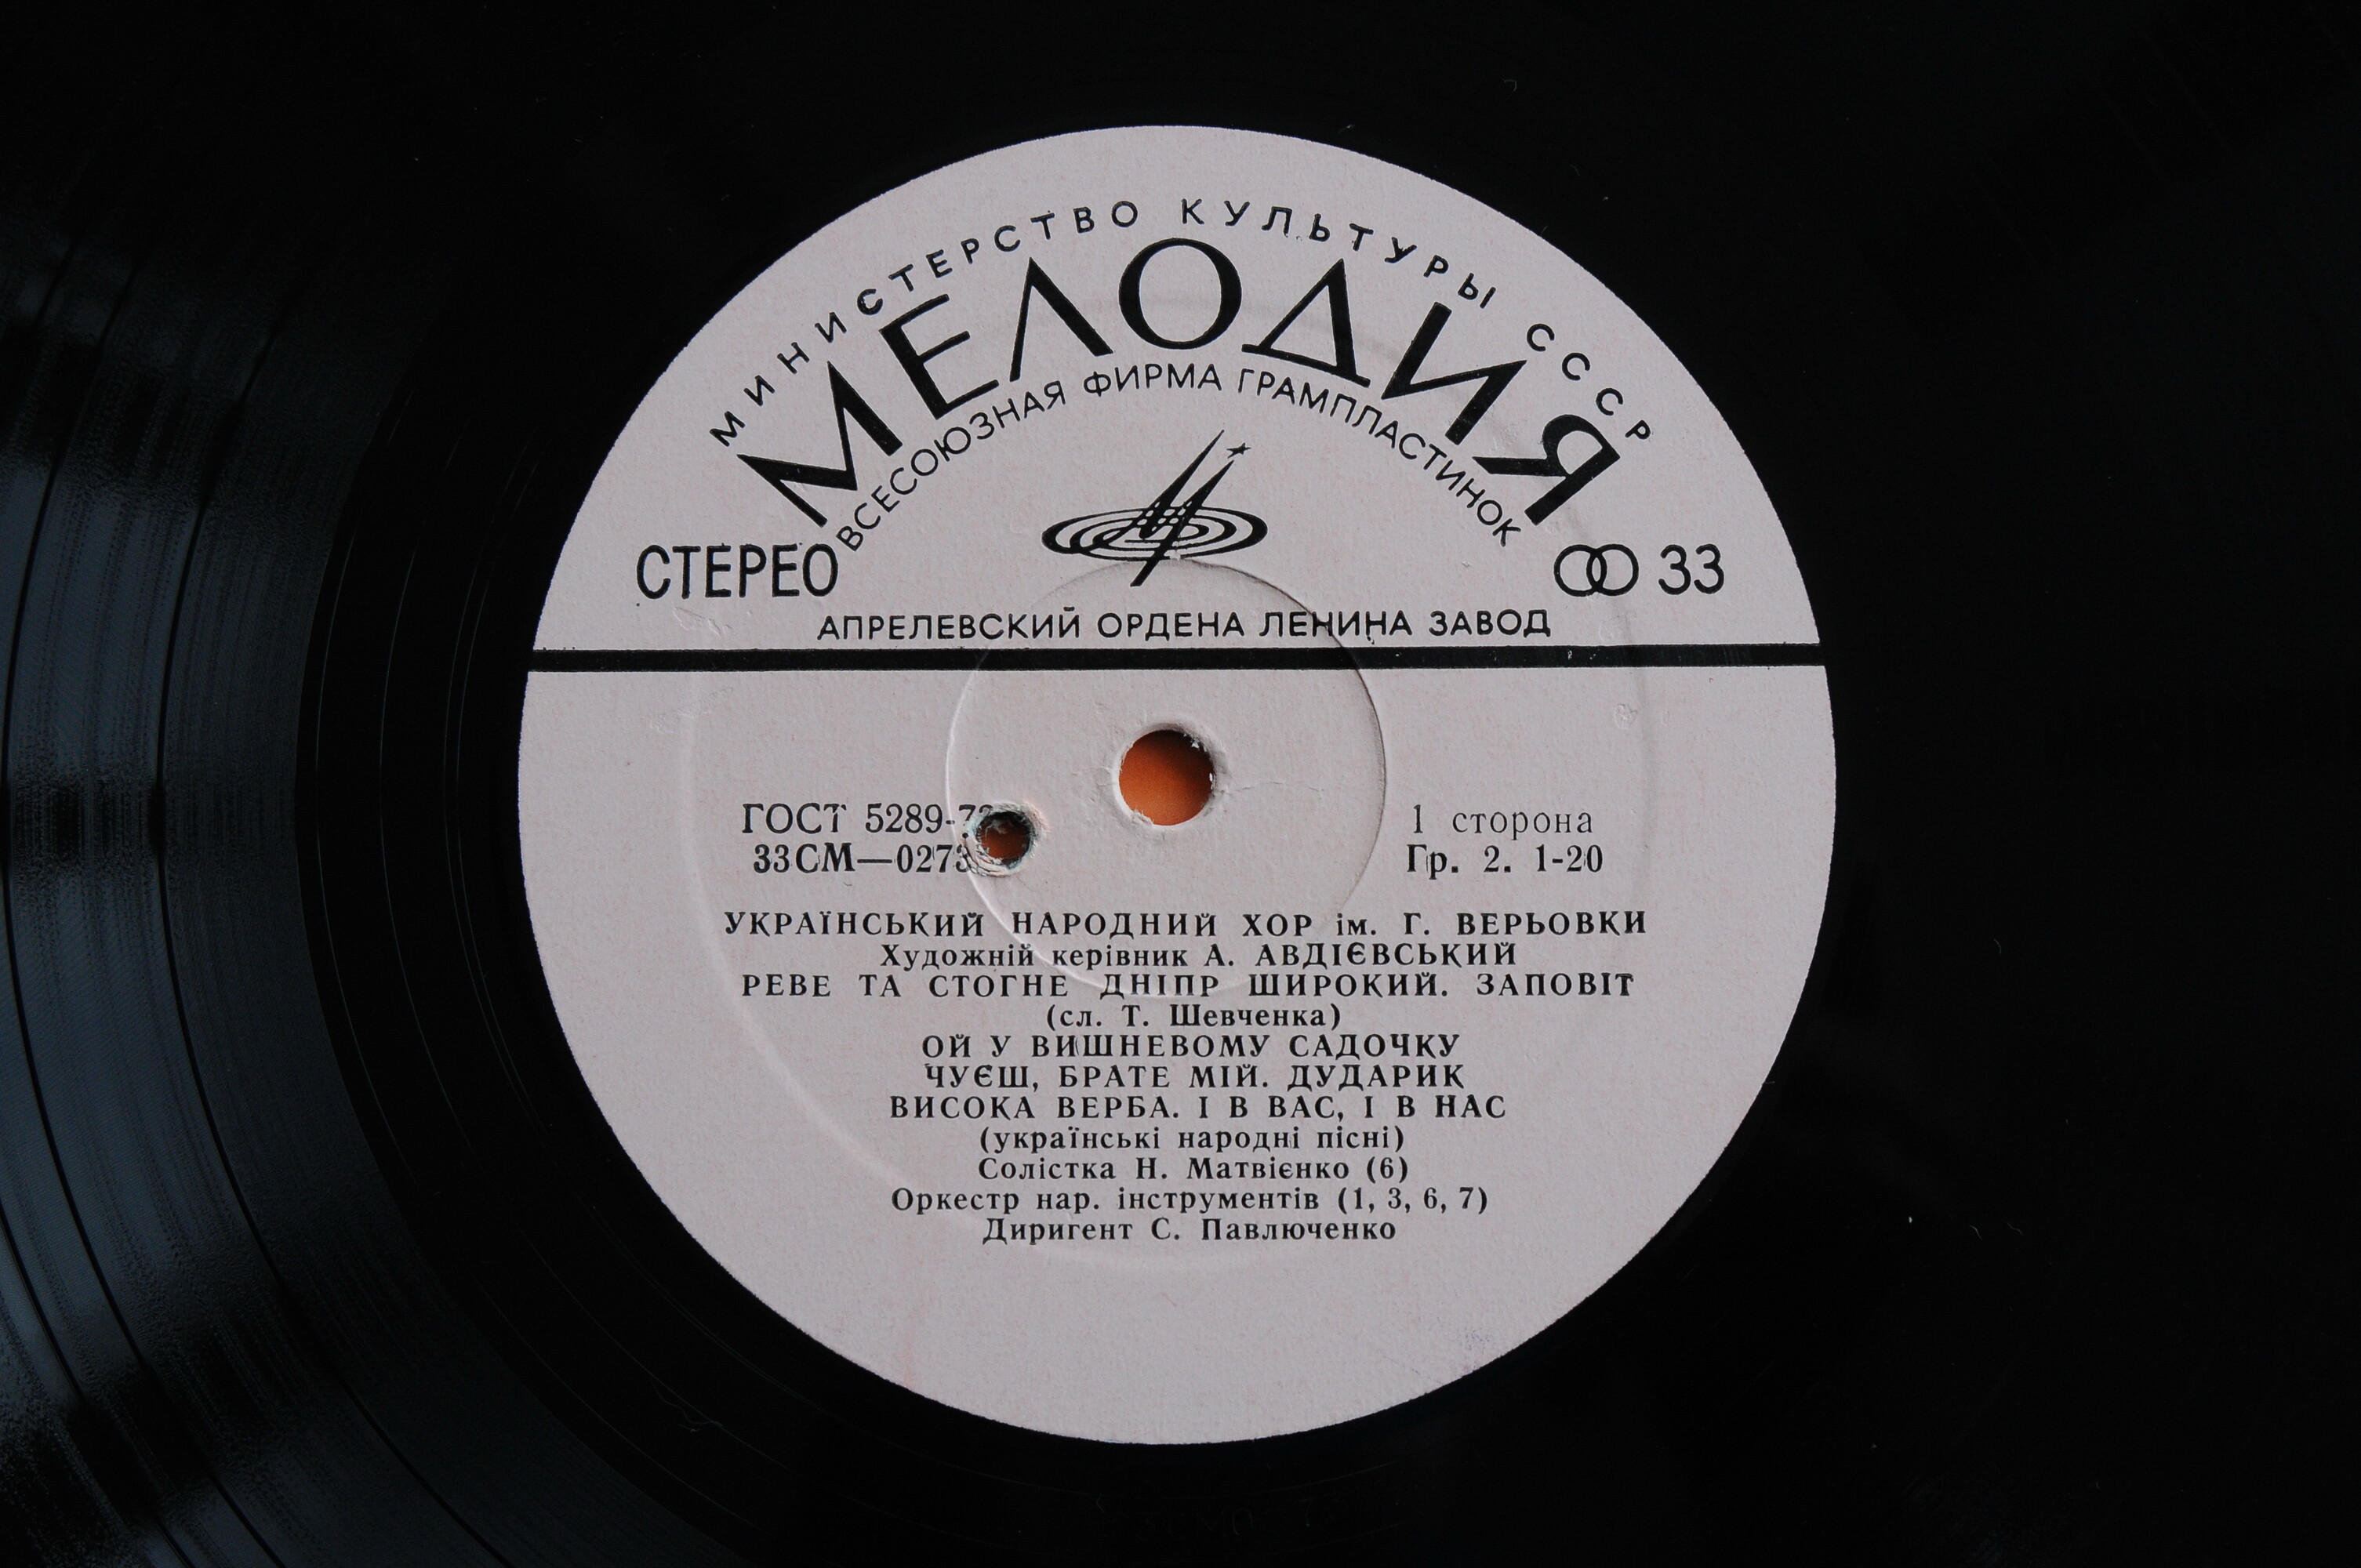 МИНИСТЕРСТВО КУЛЬТУРЫ СССР
МЕЛОДИЯ
ВСЕСОЮЗНАЯ ФИРМА ГРАМПЛАСТИНОК
СТЕРЕО
33
АПРЕЛЕВСКИЙ ОРДЕНА ЛЕНИНА ЗАВОД
ГОСТ
1 сторона
Гр. 2. 1-20
УКРАЇНСЬКИЙ НАРОДНИЙ ХОР ім. Г. ВЕРЬОВКИ
Художній керівник А. АВДІЄВСЬКИЙ
РЕВЕ ТА СТОГНЕ ДНІПР ШИРОКИЙ. ЗАПОВІТ
(сл. Т. Шевченка)
ОЙ У ВИШНЕВОМУ САДОЧКУ
ЧУЄШ, БРАТЕ МІЙ. ДУДАРИК
ВИСОКА ВЕРБА. І В ВАС, І В НАС
(українські народні пісні)
Солістка Н. Матвієнко (6)
Оркестр нар. інструментів (1, 3, 6, 7)
Диригент С. Павлюченко